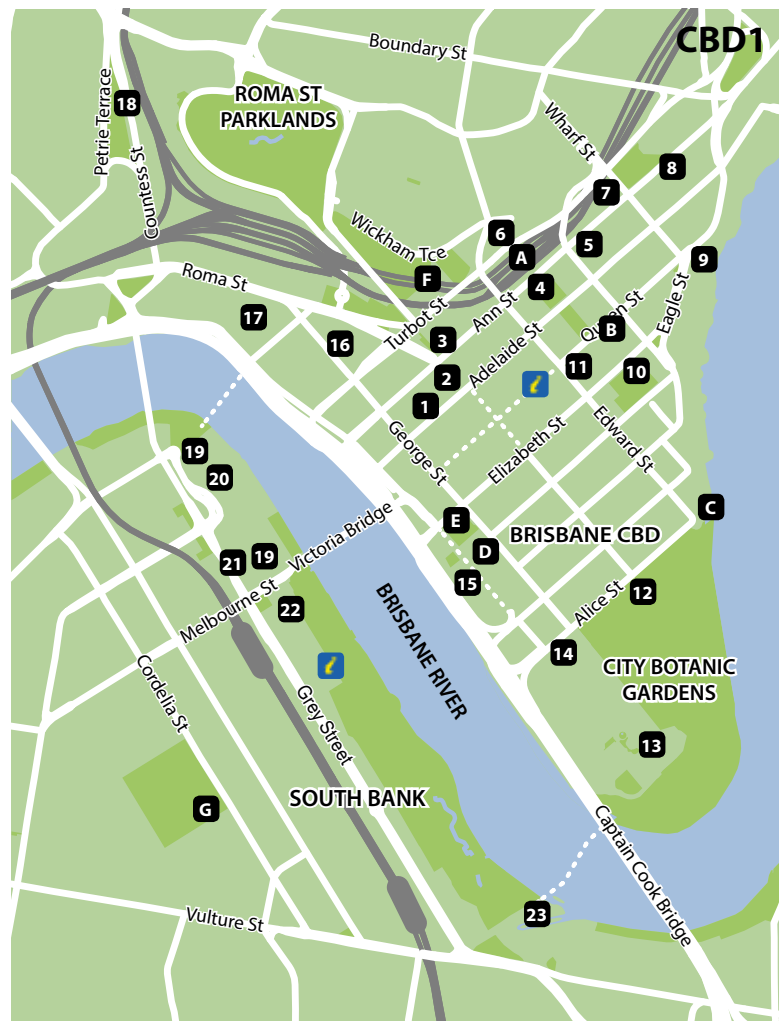 CBD1
Boundary St
Petrie Terrace
18
ROMA ST
PARKLANDS
Wharf St
8
7
Countess St
Wickham Tce
6
A
5
9
F
4
Roma St
Turbot St
Ann St
Queen St
B
Eagle St
17
16
3
Adelaide St
2
1
11
10
George St
Elizabeth St
Edward St
19
20
C
E
BRISBANE CBD
D
Victoria Bridge
21
19
15
12
Alice St
Melbourne St
22
BRISBANE RIVER
14
CITY BOTANIC
GARDENS
Cordelia St
Grey Street
13
SOUTH BANK
G
Captain Cook Bridge
23
Vulture St